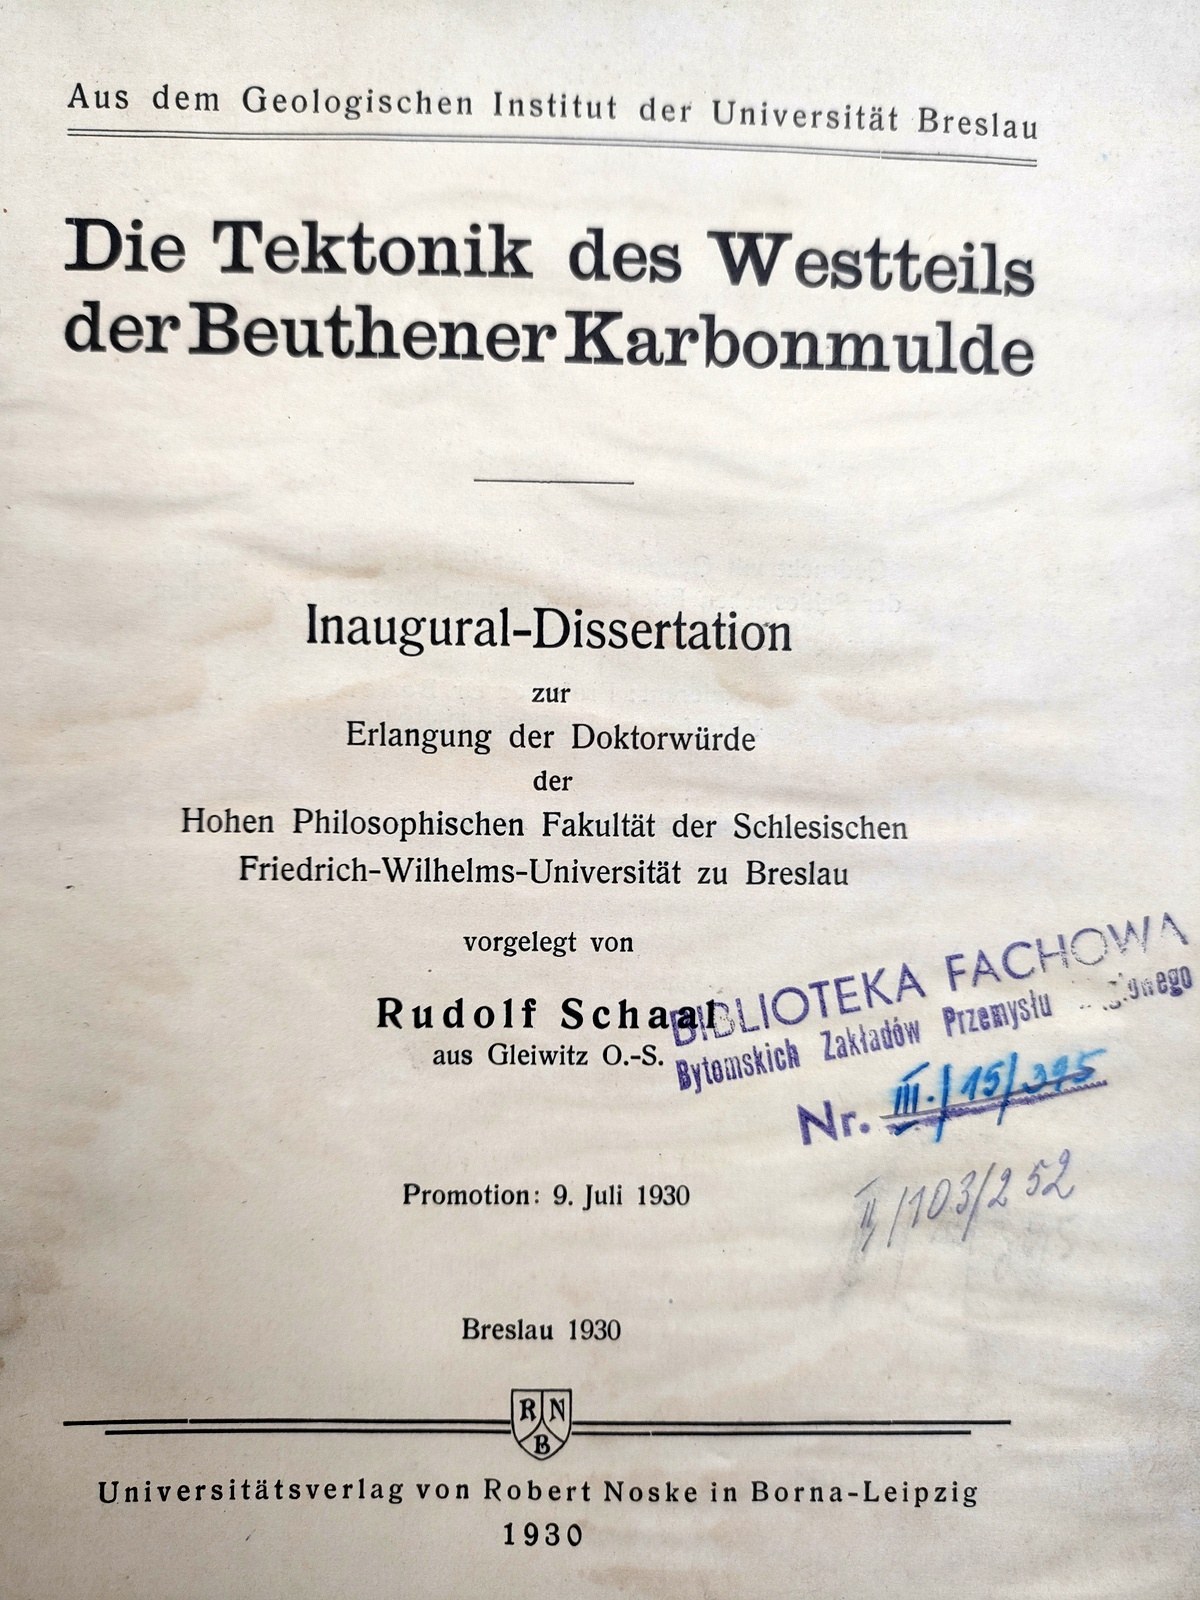 Aus dem Geologischen Institut der Universität Breslau
Die Tektonik des Westteils
der Beuthener Karbonmulde
Inaugural-Dissertation
zur
Erlangung der Doktorwürde
der
Hohen Philosophischen Fakultät der Schlesischen
Friedrich-Wilhelms-Universität zu Breslau
vorgelegt von
Rudolf Schaal
aus Gleiwitz O.-S.
BIBLIOTEKA FACHOWA
Bytomskich Zakładów Przemysłu
Nr. III./15/395
II/103/252
Promotion: 9. Juli 1930
Breslau 1930
R N
B
Universitätsverlag von Robert Noske in Borna-Leipzig
1930